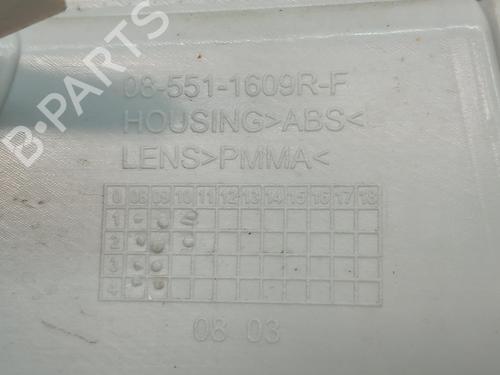 08-551-1609R-F
HOUSING>ABS<
LENS>PMMA<
0 08 09 10 11 12 13 14 15 16 17 18
1
2
3
4
08 03
B-PARTS